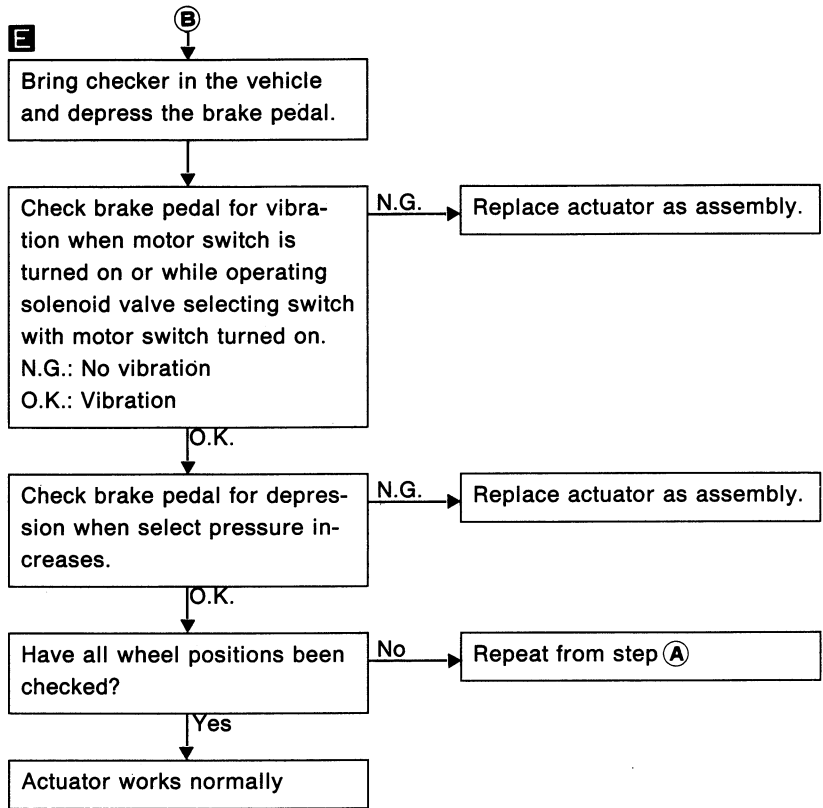 B
E
Bring checker in the vehicle
and depress the brake pedal.
Check brake pedal for vibra-
tion when motor switch is
turned on or while operating
solenoid valve selecting switch
with motor switch turned on.
N.G.: No vibration
O.K.: Vibration
N.G.
Replace actuator as assembly.
O.K.
Check brake pedal for depres-
sion when select pressure in-
creases.
N.G.
Replace actuator as assembly.
O.K.
Have all wheel positions been
checked?
No
Repeat from step A
Yes
Actuator works normally